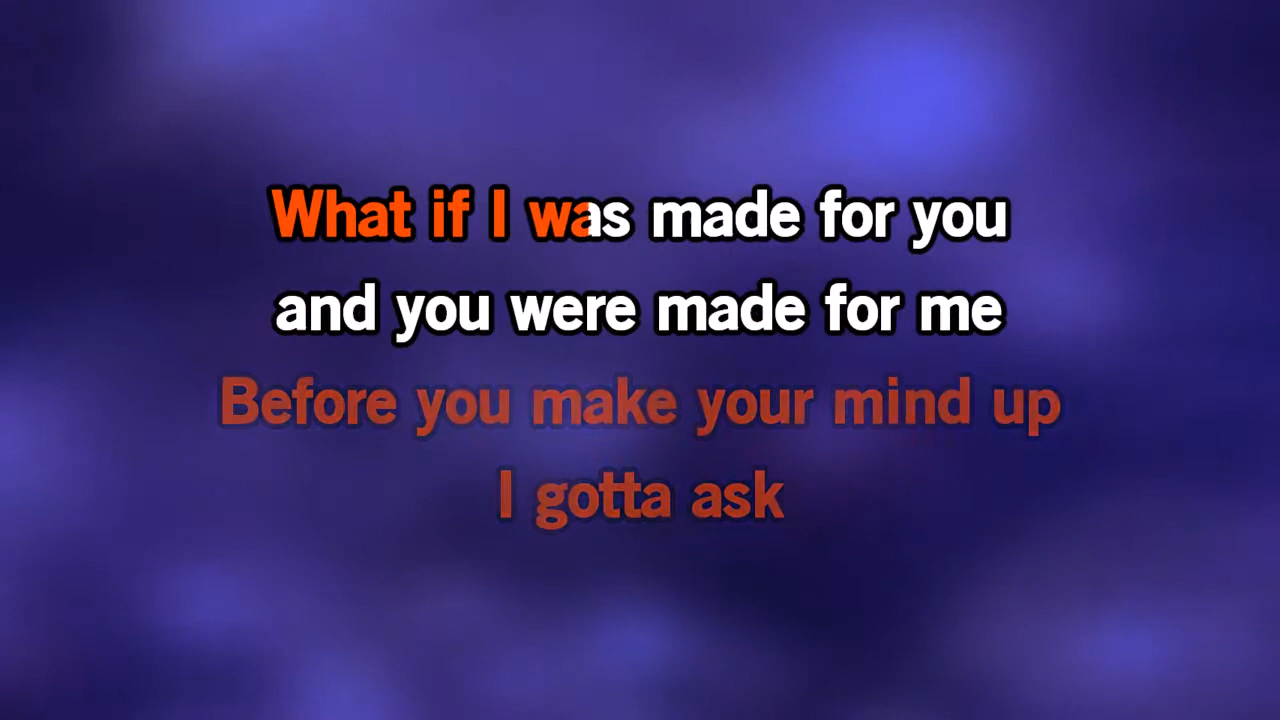 What if I was made for you
and you were made for me
Before you make your mind up
I gotta ask